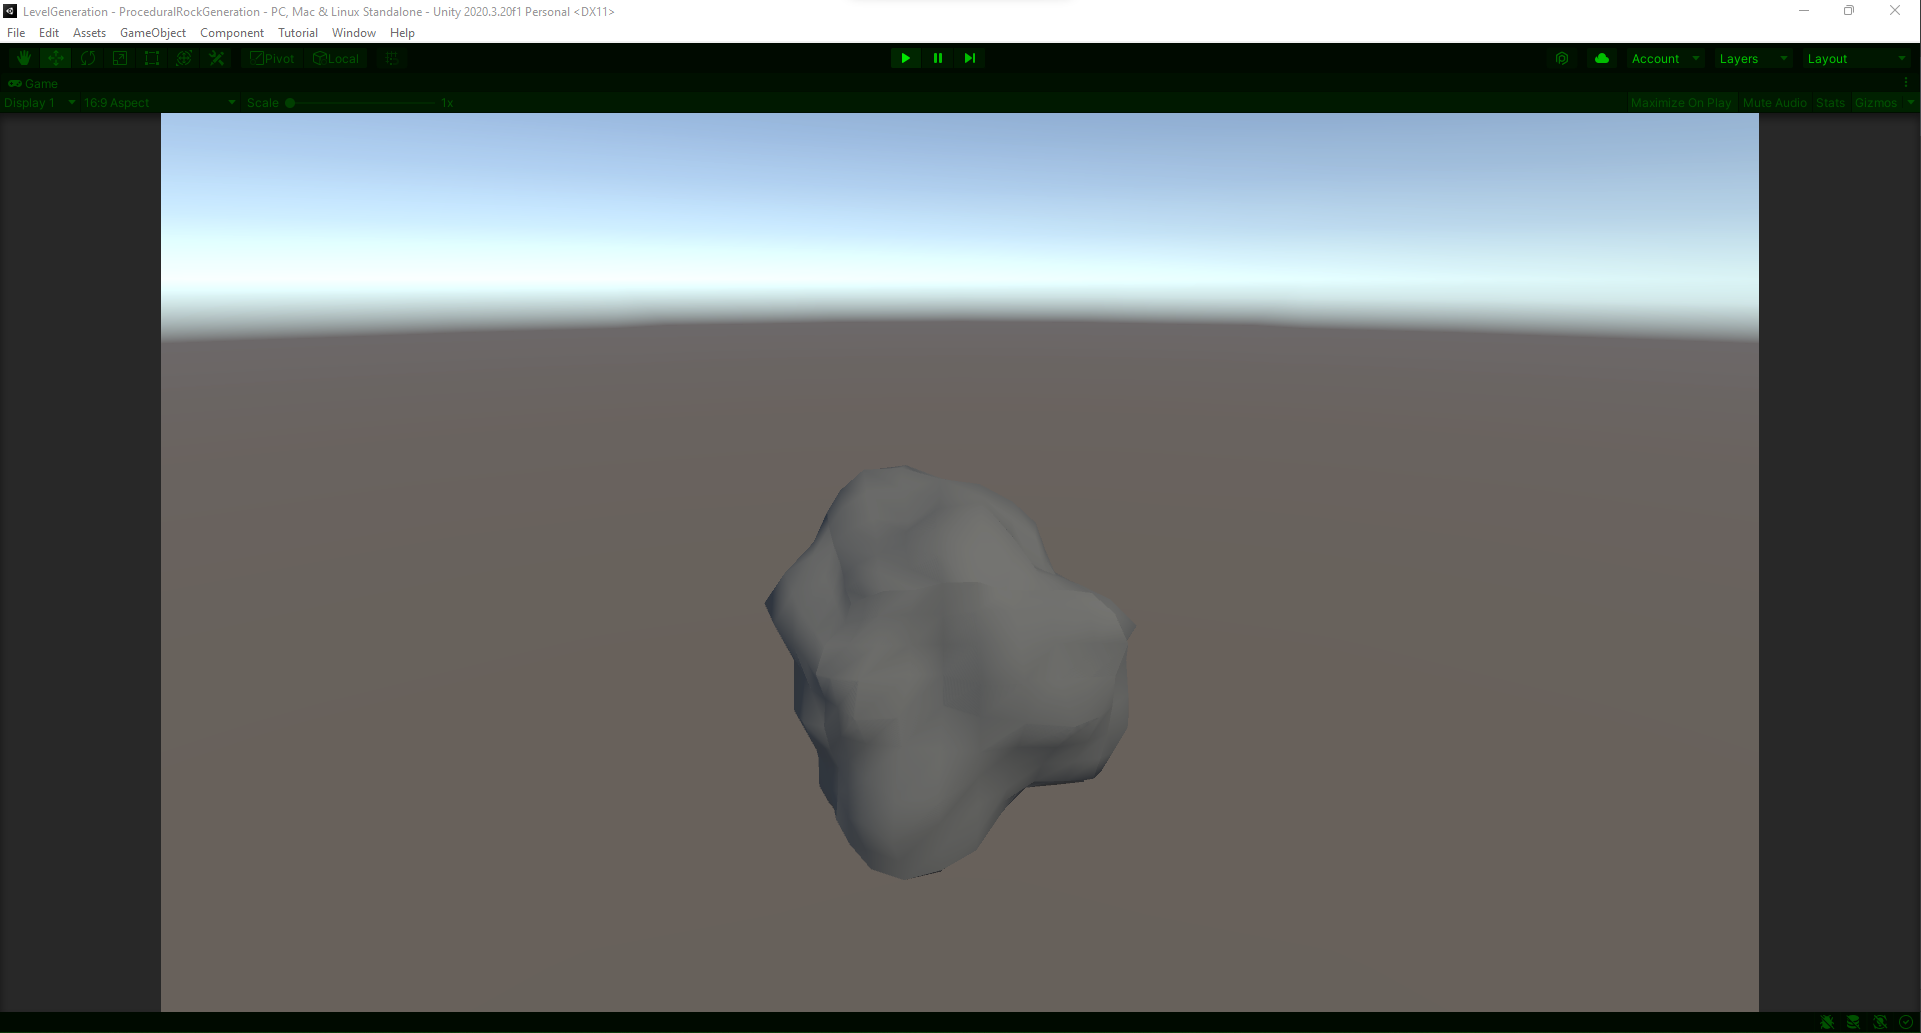 LevelGeneration - ProceduralRockGeneration - PC, Mac & Linux Standalone - Unity 2020.3.20f1 Personal <DX11>
File Edit Assets GameObject Component Tutorial Window Help
Pivot Local Account Layers Layout
Game
Display 1 16:9 Aspect Scale 1x Maximize On Play Mute Audio Stats Gizmos